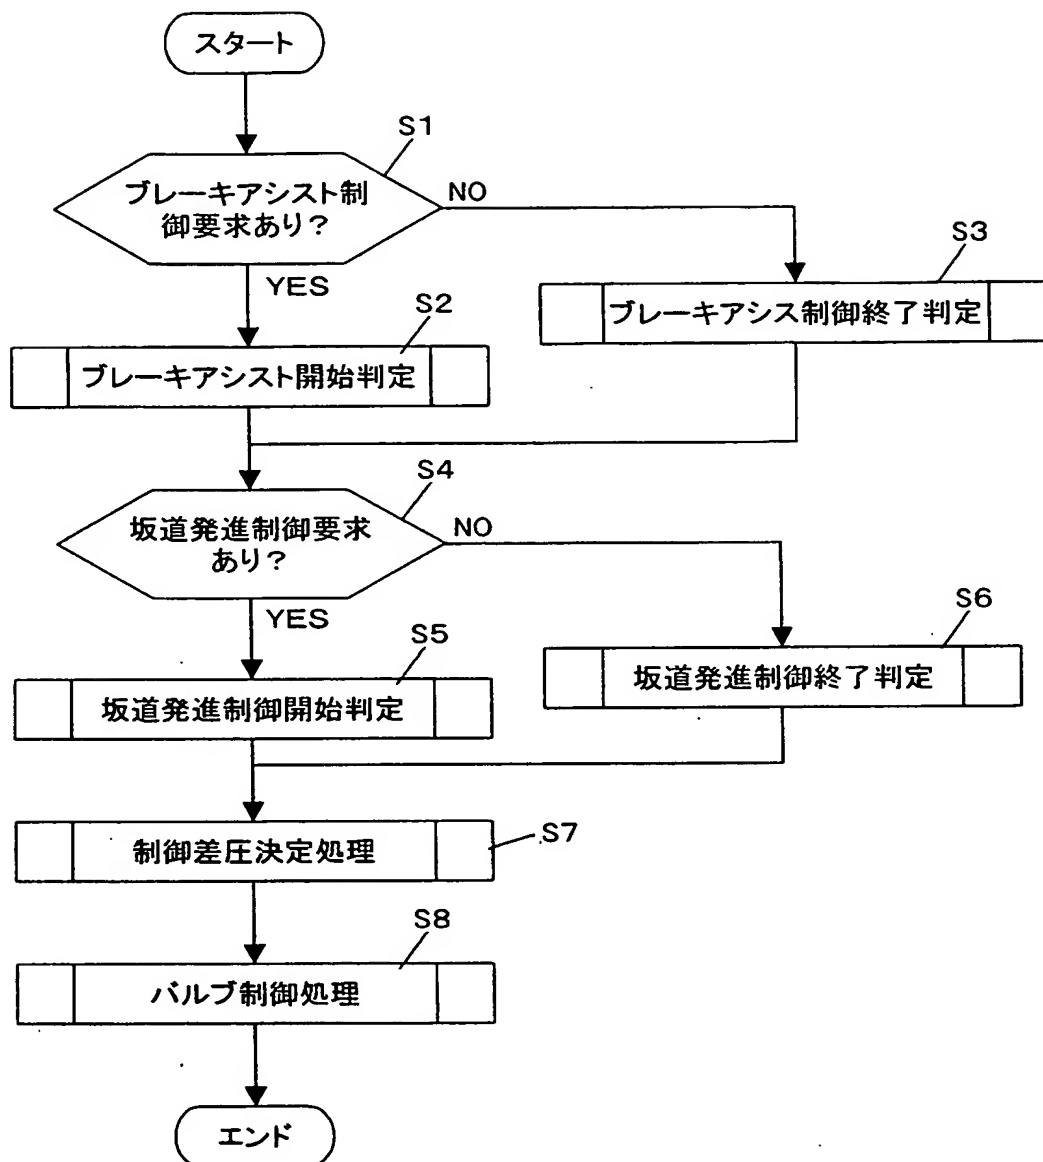 スタート
S1
ブレーキアシスト制
御要求あり?
NO
YES
S3
ブレーキアシス制御終了判定
S2
ブレーキアシスト開始判定
S4
坂道発進制御要求
あり?
NO
YES
S6
坂道発進制御終了判定
S5
坂道発進制御開始判定
制御差圧決定処理
S7
S8
バルブ制御処理
エンド